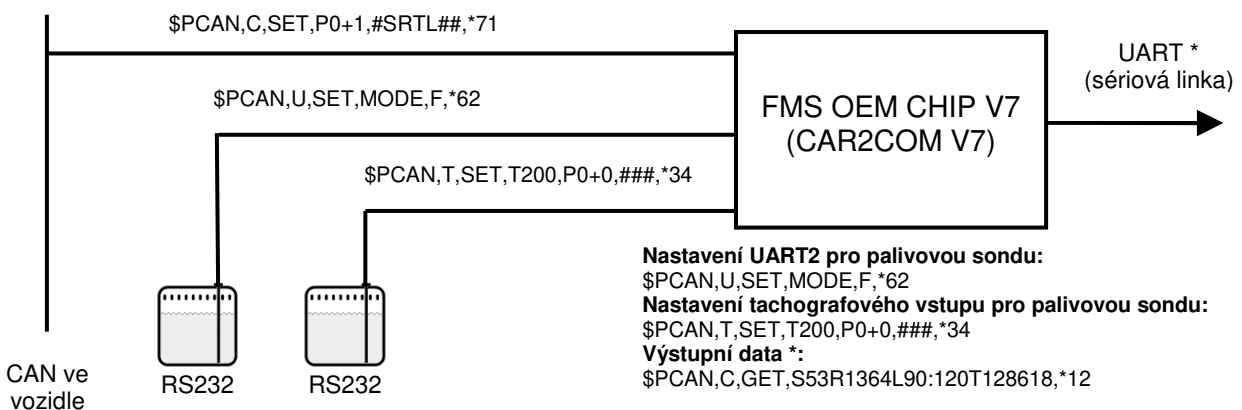 $PCAN,C,SET,P0+1,#SRTL##,*71
UART *
(sériová linka)
$PCAN,U,SET,MODE,F,*62
FMS OEM CHIP V7
(CAR2COM V7)
$PCAN,T,SET,T200,P0+0,###,*34
Nastavení UART2 pro palivovou sondu:
$PCAN,U,SET,MODE,F,*62
Nastavení tachografového vstupu pro palivovou sondu:
$PCAN,T,SET,T200,P0+0,###,*34
Výstupní data *:
$PCAN,C,GET,S53R1364L90:120T128618,*12
CAN ve
vozidle
RS232
RS232